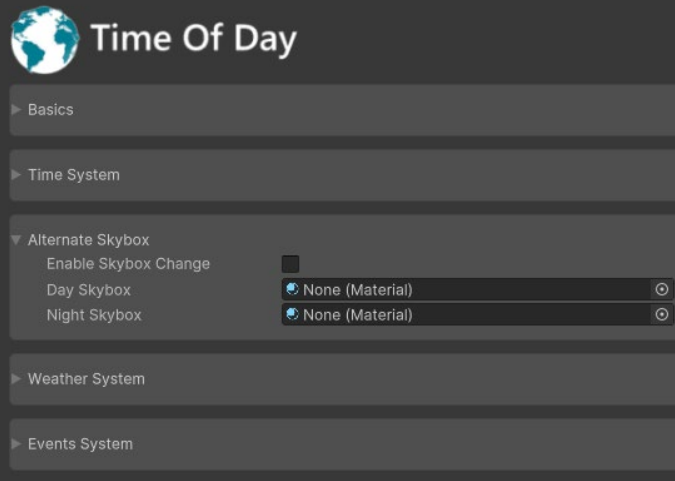 Time Of Day
Basics
Time System
Alternate Skybox
Enable Skybox Change
Day Skybox None (Material)
Night Skybox None (Material)
Weather System
Events System